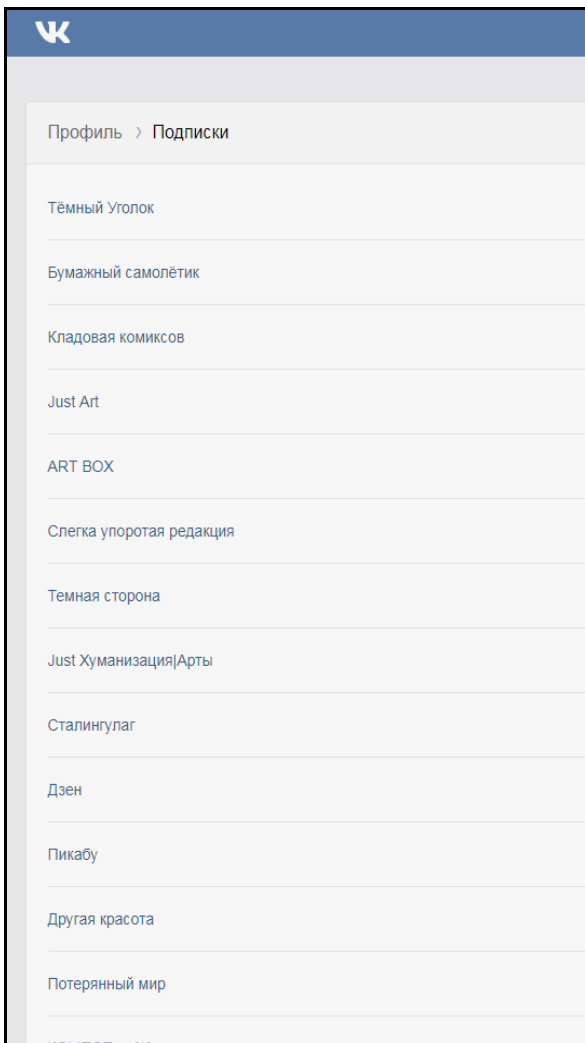 VK
Профиль › Подписки
Тёмный Уголок
Бумажный самолётик
Кладовая комиксов
Just Art
ART BOX
Слегка упоротая редакция
Темная сторона
Just Хуманизация|Арты
Сталингулаг
Дзен
Пикабу
Другая красота
Потерянный мир